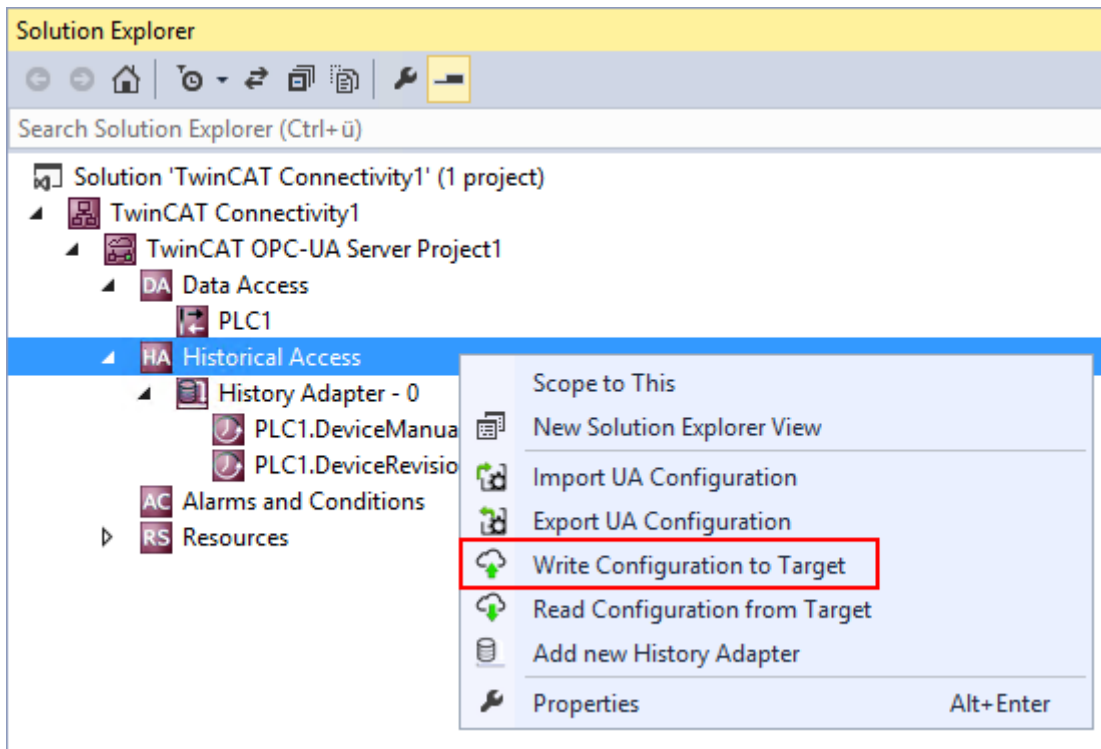 Solution Explorer
Search Solution Explorer (Ctrl+ü)
Solution 'TwinCAT Connectivity1' (1 project)
TwinCAT Connectivity1
TwinCAT OPC-UA Server Project1
DA Data Access
PLC1
HA Historical Access
History Adapter - 0
PLC1.DeviceManua
PLC1.DeviceRevisio
AC Alarms and Conditions
RS Resources
Scope to This
New Solution Explorer View
Import UA Configuration
Export UA Configuration
Write Configuration to Target
Read Configuration from Target
Add new History Adapter
Properties Alt+Enter